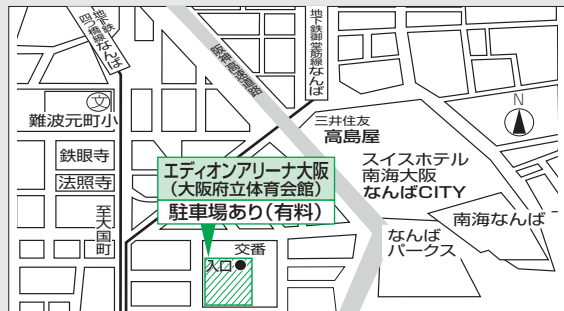 地下鉄
四つ橋線なんば
阪神高速道路
地下鉄御堂筋線なんば
文
難波元町小
鉄眼寺
法照寺
至大国町
三井住友
高島屋
スイスホテル
南海大阪
なんばCITY
N
エディオンアリーナ大阪
(大阪府立体育会館)
駐車場あり(有料)
南海なんば
なんば
パークス
交番
入口